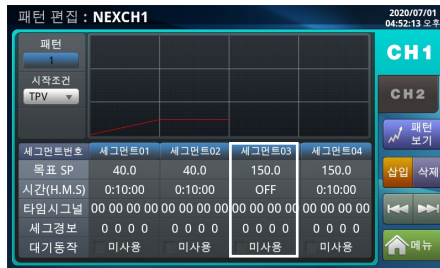 패턴 편집 : NEXCH1
2020/07/01
04:52:13 오후
패턴
1
시작조건
TPV
CH1
CH2
패턴
보기
삽입 삭제
메뉴
세그먼트번호 세그먼트01 세그먼트02 세그먼트03 세그먼트04
목표 SP 40.0 40.0 150.0 150.0
시간(H.M.S) 0:10:00 0:10:00 OFF 0:10:00
타임시그널 00 00 00 00 00 00 00 00 00 00 00 00 00 00 00 00
세그경보 0 0 0 0 0 0 0 0 0 0 0 0 0 0 0 0
대기동작 미사용 미사용 미사용 미사용